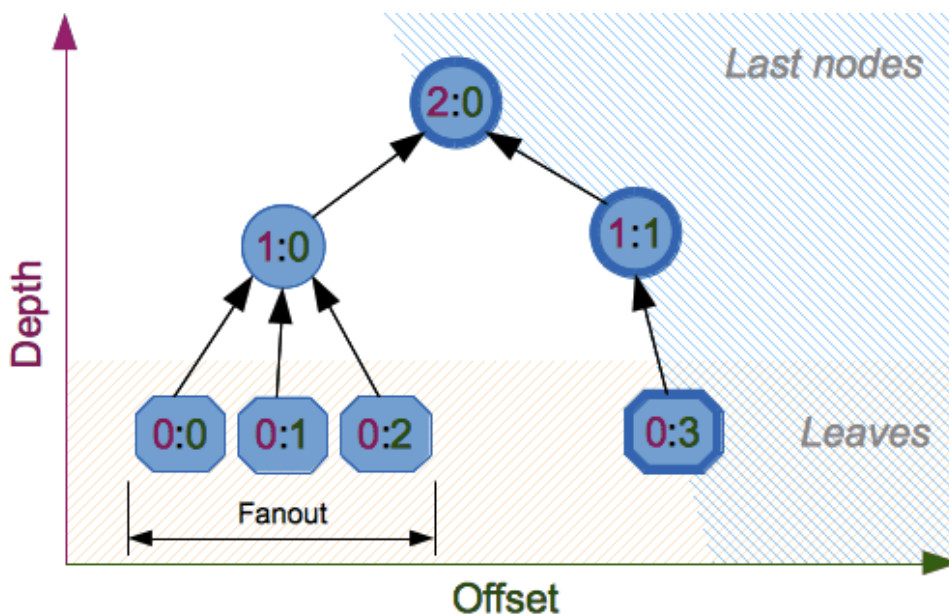 Last nodes
2:0
1:0
1:1
Depth
0:0
0:1
0:2
0:3
Leaves
Fanout
Offset